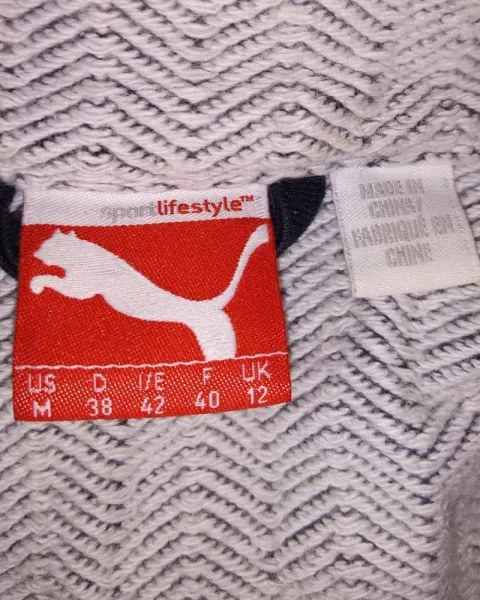 sportlifestyle™
US D I/E F UK
M 38 42 40 12
MADE IN
CHINA/
FABRIQUÉ EN
CHINE